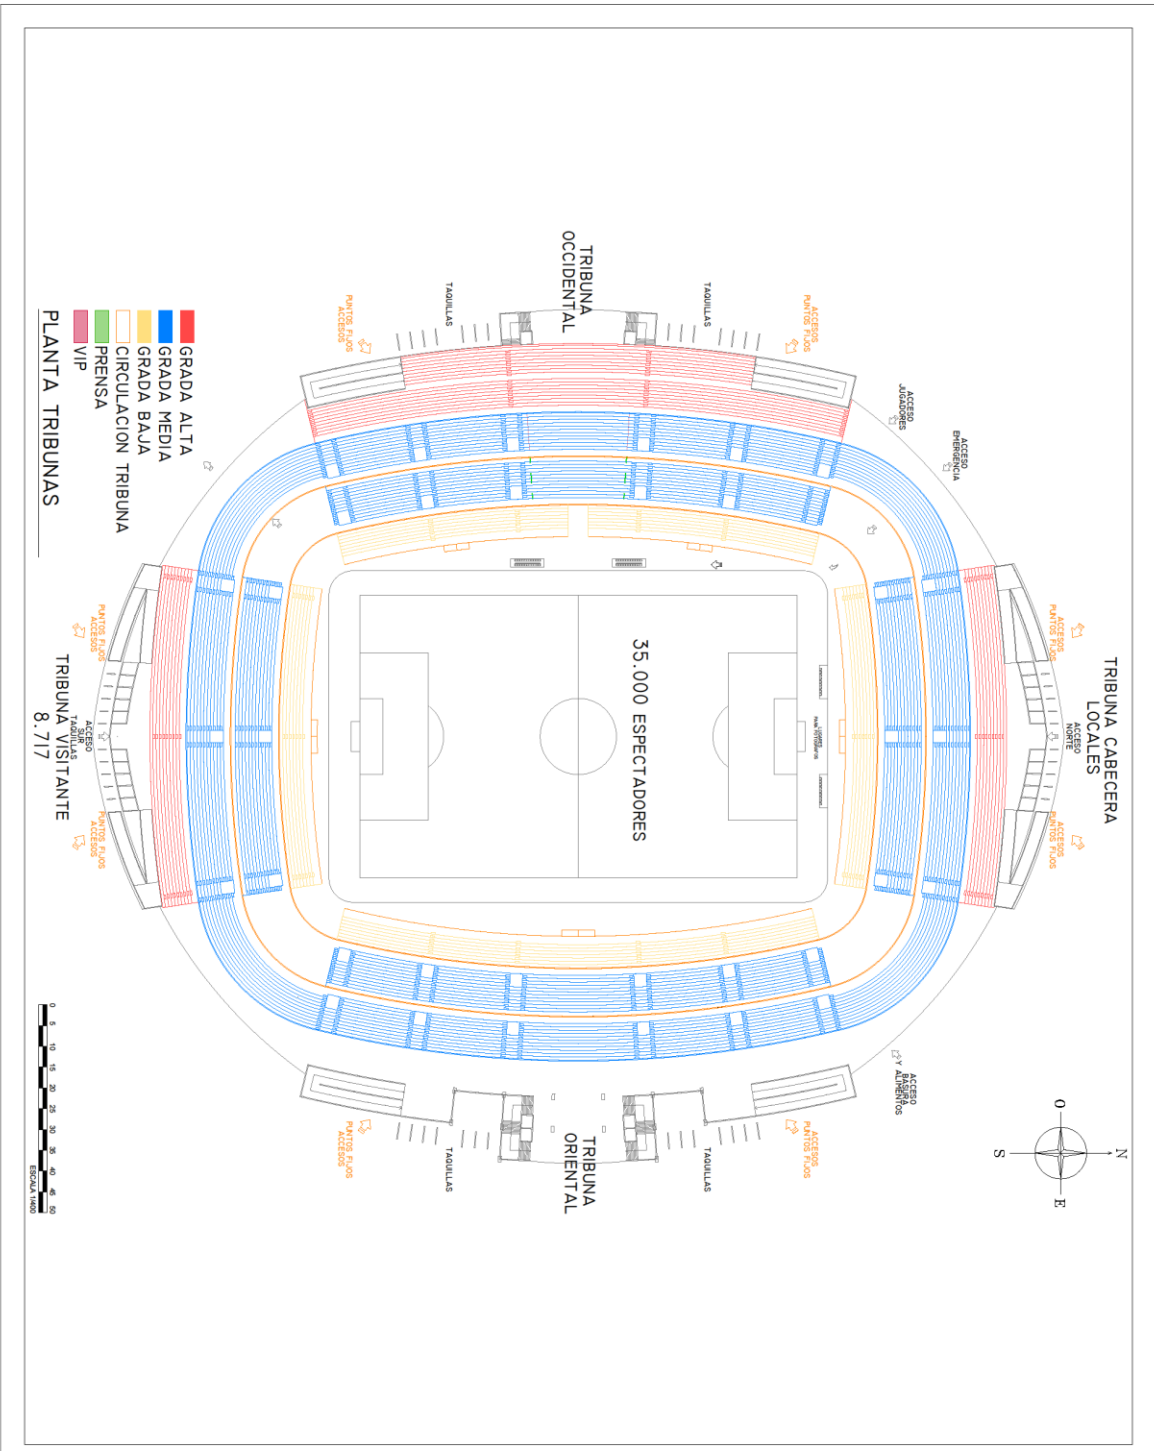 TRIBUNA CABECERA
LOCALES
ACCESO
NORTE
ACCESOS
PUNTOS FIJOS
ACCESOS
PUNTOS FIJOS
N
O
E
S
ACCESO
EMERGENCIA
ACCESO
JUGADORES
ACCESO
BASURA
Y ALIMENTOS
ACCESOS
PUNTOS FIJOS
TAQUILLAS
TRIBUNA
OCCIDENTAL
TAQUILLAS
PUNTOS FIJOS
ACCESOS
LUGARES
PARA FOTOGRAFOS
35.000 ESPECTADORES
ACCESOS
PUNTOS FIJOS
TAQUILLAS
TRIBUNA
ORIENTAL
TAQUILLAS
PUNTOS FIJOS
ACCESOS
GRADA ALTA
GRADA MEDIA
GRADA BAJA
CIRCULACION TRIBUNA
PRENSA
VIP
PLANTA TRIBUNAS
PUNTOS FIJOS
ACCESOS
ACCESO
SUR
TAQUILLAS
PUNTOS FIJOS
ACCESOS
TRIBUNA VISITANTE
8.717
0 5 10 15 20 25 30 35 40 45 50
ESCALA 1/400